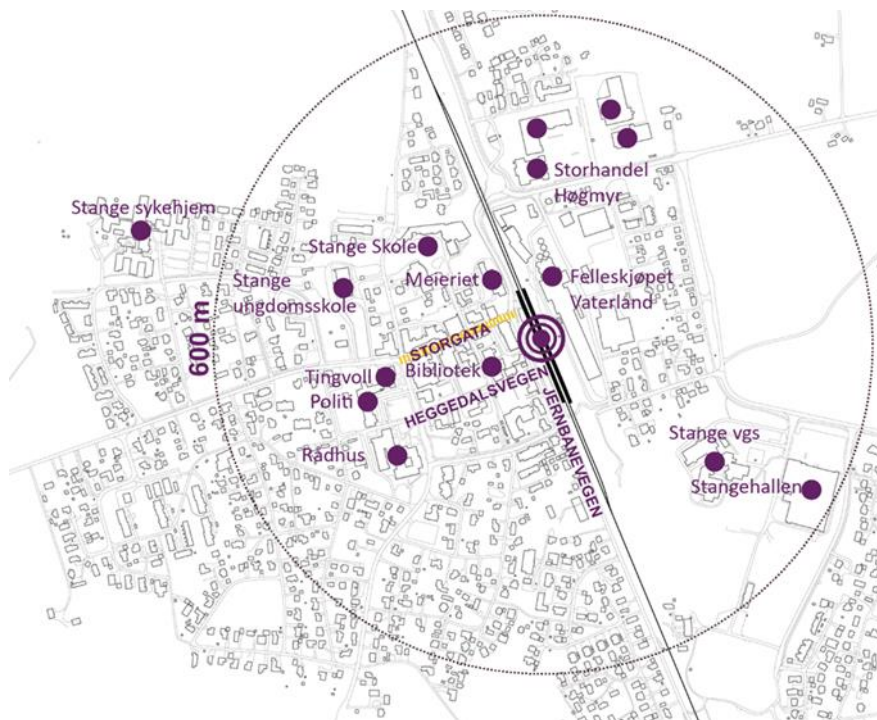 Storhandel
Høgmyr
Stange sykehjem
Stange Skole
Meieriet
Felleskjøpet
Vaterland
Stange
ungdomsskole
600 m
STORGATA
Tingvoll
Bibliotek
Politi
HEGGEDALSVEGEN
JERNBANEVEGEN
Rådhus
Stange vgs
Stangehallen